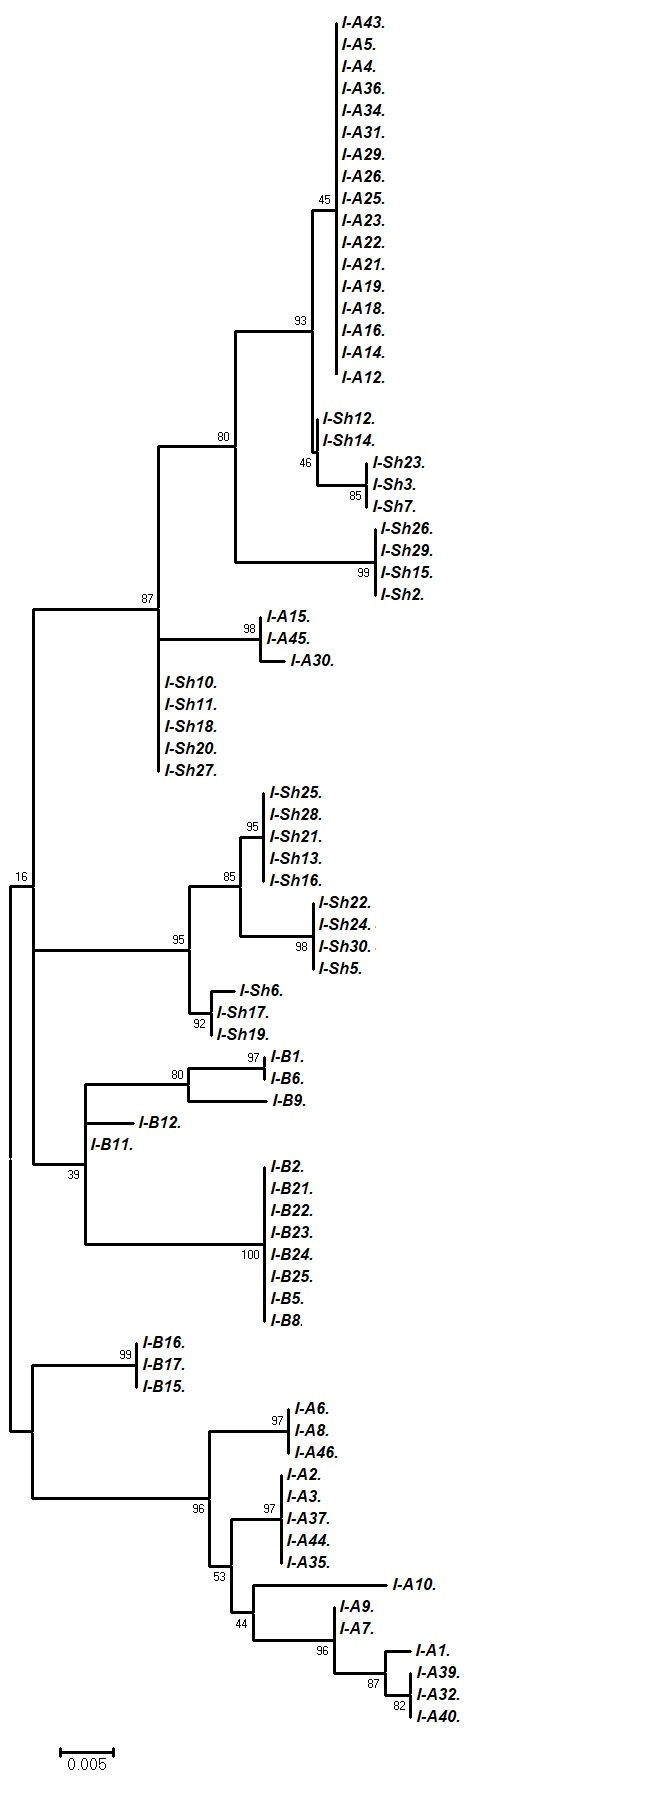 I-A43.
I-A5.
I-A4.
I-A36.
I-A34.
I-A31.
I-A29.
I-A26.
45 I-A25.
I-A23.
I-A22.
I-A21.
I-A19.
I-A18.
93 I-A16.
I-A14.
I-A12.
I-Sh12.
80 I-Sh14.
46 I-Sh23.
I-Sh3.
85 I-Sh7.
I-Sh26.
I-Sh29.
99 I-Sh15.
I-Sh2.
87 I-A15.
98 I-A45.
I-A30.
I-Sh10.
I-Sh11.
I-Sh18.
I-Sh20.
I-Sh27.
I-Sh25.
I-Sh28.
95 I-Sh21.
I-Sh13.
16 85 I-Sh16.
I-Sh22.
I-Sh24.
95 98 I-Sh30.
I-Sh5.
I-Sh6.
92 I-Sh17.
I-Sh19.
97 I-B1.
80 I-B6.
I-B9.
I-B12.
I-B11.
39 I-B2.
I-B21.
I-B22.
I-B23.
100 I-B24.
I-B25.
I-B5.
I-B8.
I-B16.
99 I-B17.
I-B15.
I-A6.
97 I-A8.
I-A46.
I-A2.
I-A3.
96 97 I-A37.
I-A44.
I-A35.
53 I-A10.
I-A9.
44 I-A7.
96 I-A1.
87 I-A39.
82 I-A32.
I-A40.
0.005